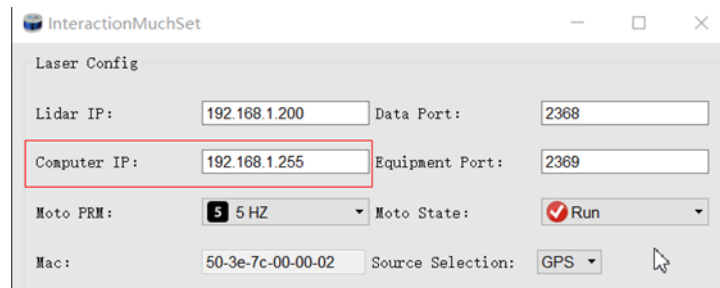 InteractionMuchSet
Laser Config
Lidar IP: 192.168.1.200 Data Port: 2368
Computer IP: 192.168.1.255 Equipment Port: 2369
Moto PRM: 5 5 HZ Moto State: Run
Mac: 50-3e-7c-00-00-02 Source Selection: GPS